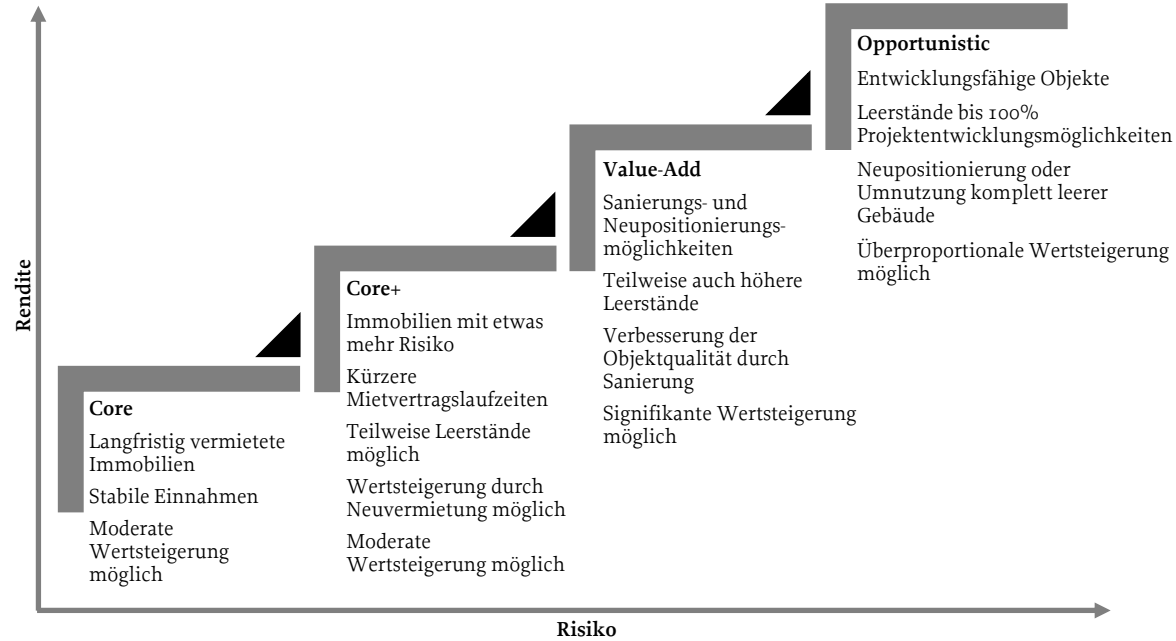 Rendite
Core
Langfristig vermietete
Immobilien
Stabile Einnahmen
Moderate
Wertsteigerung
möglich
Core+
Immobilien mit etwas
mehr Risiko
Kürzere
Mietvertragslaufzeiten
Teilweise Leerstände
möglich
Wertsteigerung durch
Neuvermietung möglich
Moderate
Wertsteigerung möglich
Value-Add
Sanierungs- und
Neupositionierungs-
möglichkeiten
Teilweise auch höhere
Leerstände
Verbesserung der
Objektqualität durch
Sanierung
Signifikante Wertsteigerung
möglich
Opportunistic
Entwicklungsfähige Objekte
Leerstände bis 100%
Projektentwicklungsmöglichkeiten
Neupositionierung oder
Umnutzung komplett leerer
Gebäude
Überproportionale Wertsteigerung
möglich
Risiko